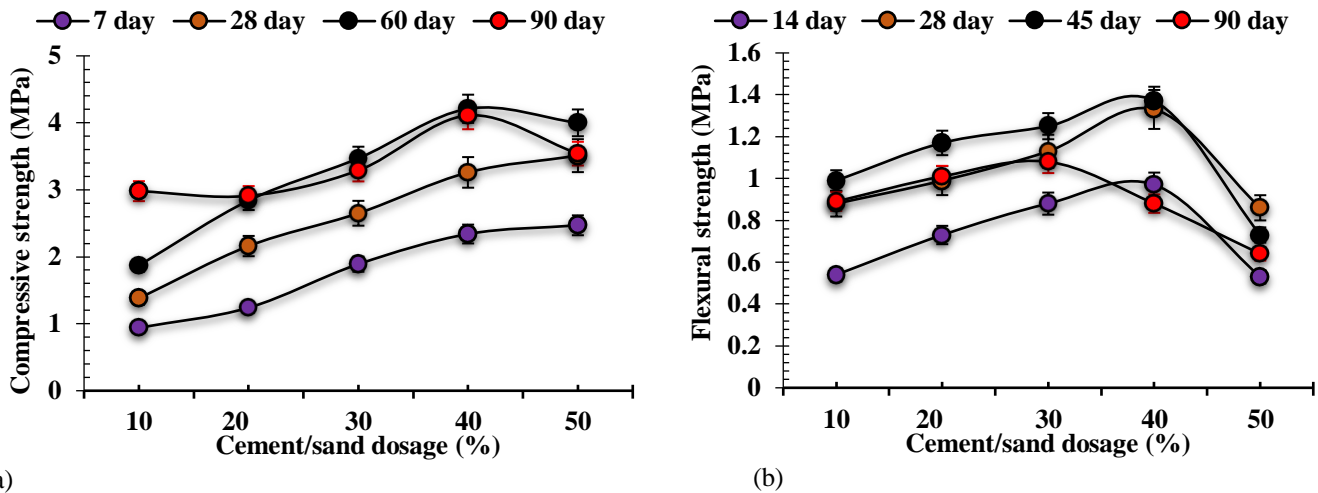 7 day 28 day 60 day 90 day
Compressive strength (MPa)
5
4
3
2
1
0
10 20 30 40 50
Cement/sand dosage (%)
a)
14 day 28 day 45 day 90 day
Flexural strength (MPa)
1.6
1.4
1.2
1
0.8
0.6
0.4
0.2
0
10 20 30 40 50
Cement/sand dosage (%)
(b)